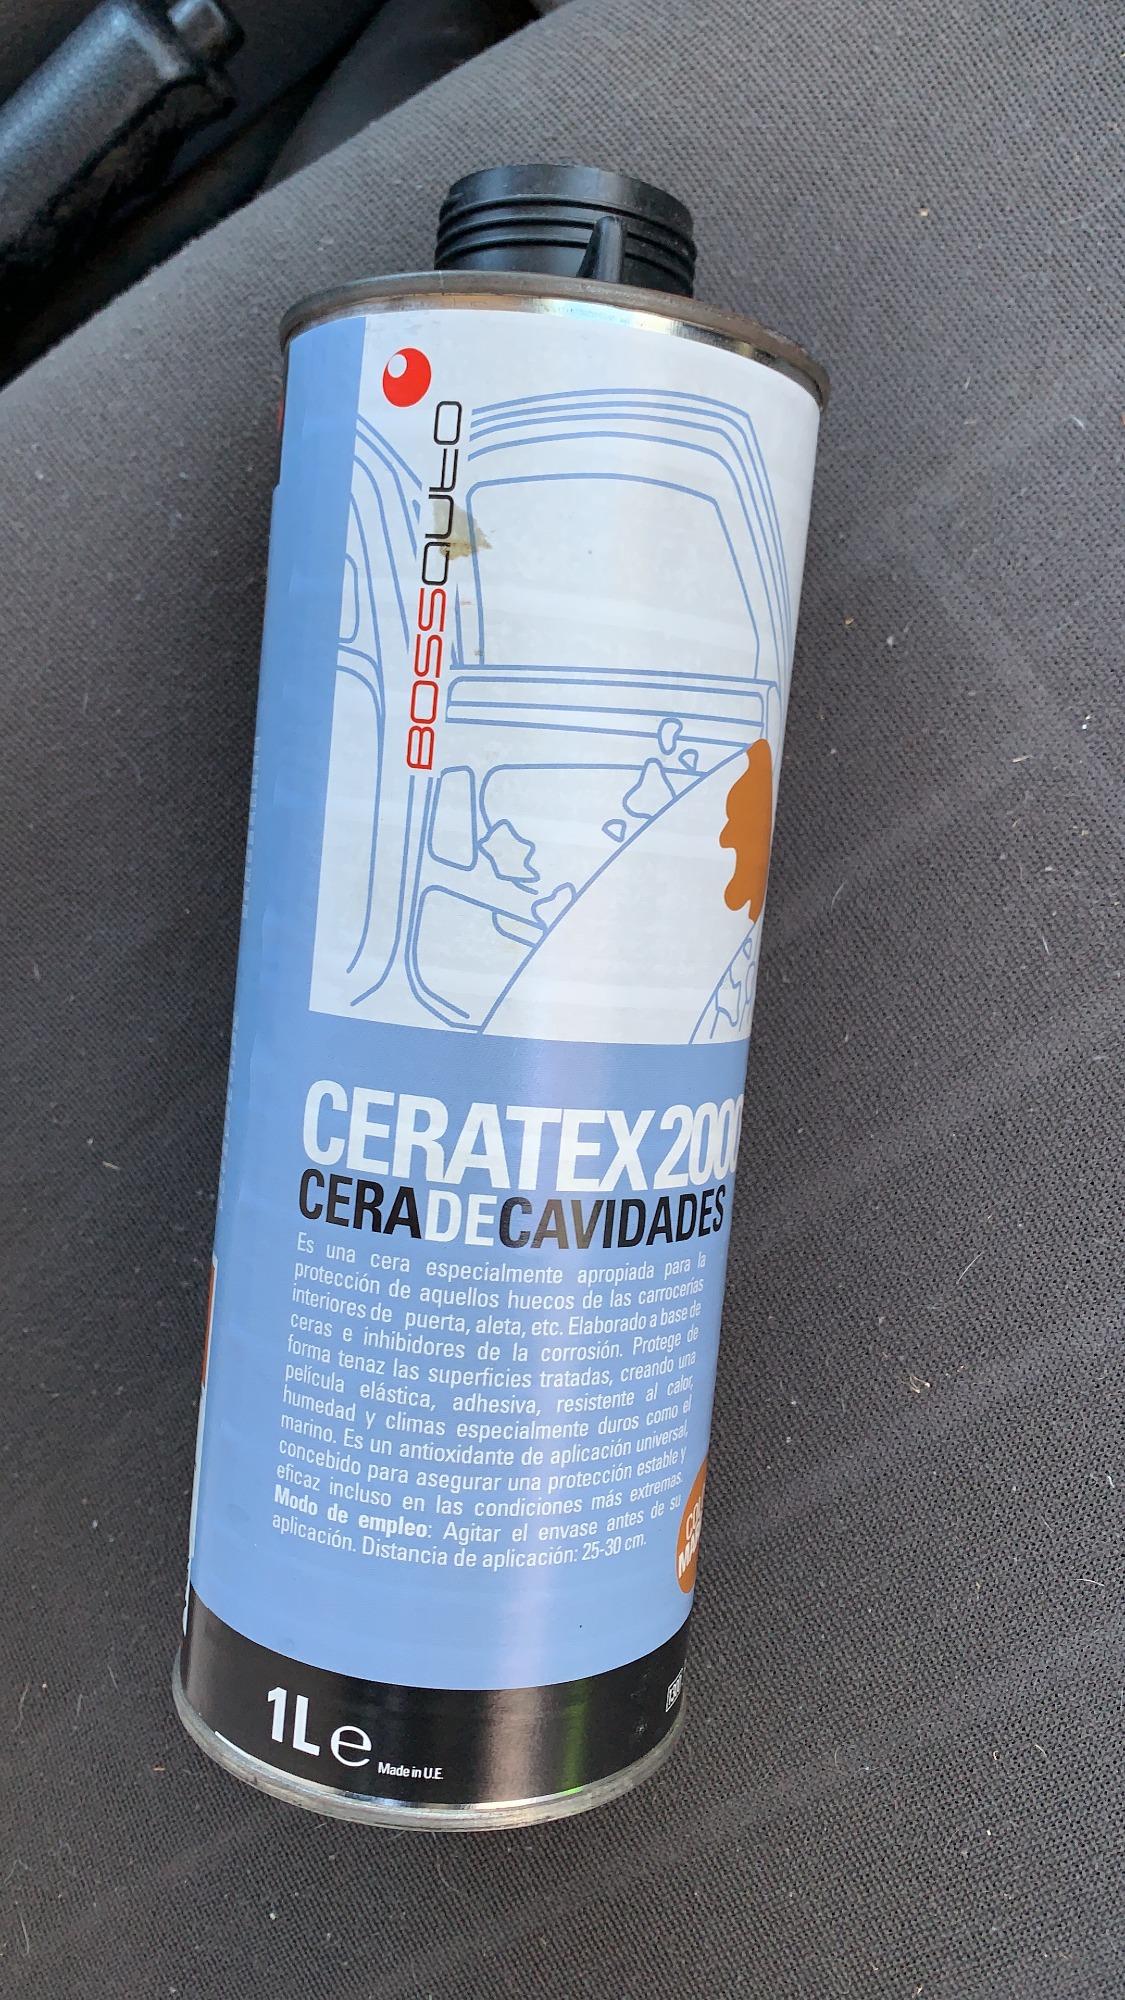 BOSSAUTO
CERATEX 2000
CERADECAVIDADES
Es una cera especialmente apropiada para la
protección de aquellos huecos de las carrocerías
interiores de puerta, aleta, etc. Elaborado a base de
ceras e inhibidores de la corrosión. Protege de
forma tenaz las superficies tratadas, creando una
película elástica, adhesiva, resistente al calor,
humedad y climas especialmente duros como el
marino. Es un antioxidante de aplicación universal,
concebido para asegurar una protección estable y
eficaz incluso en las condiciones más extremas.
Modo de empleo: Agitar el envase antes de su
aplicación. Distancia de aplicación: 25-30 cm.
1L e
Made in U.E.